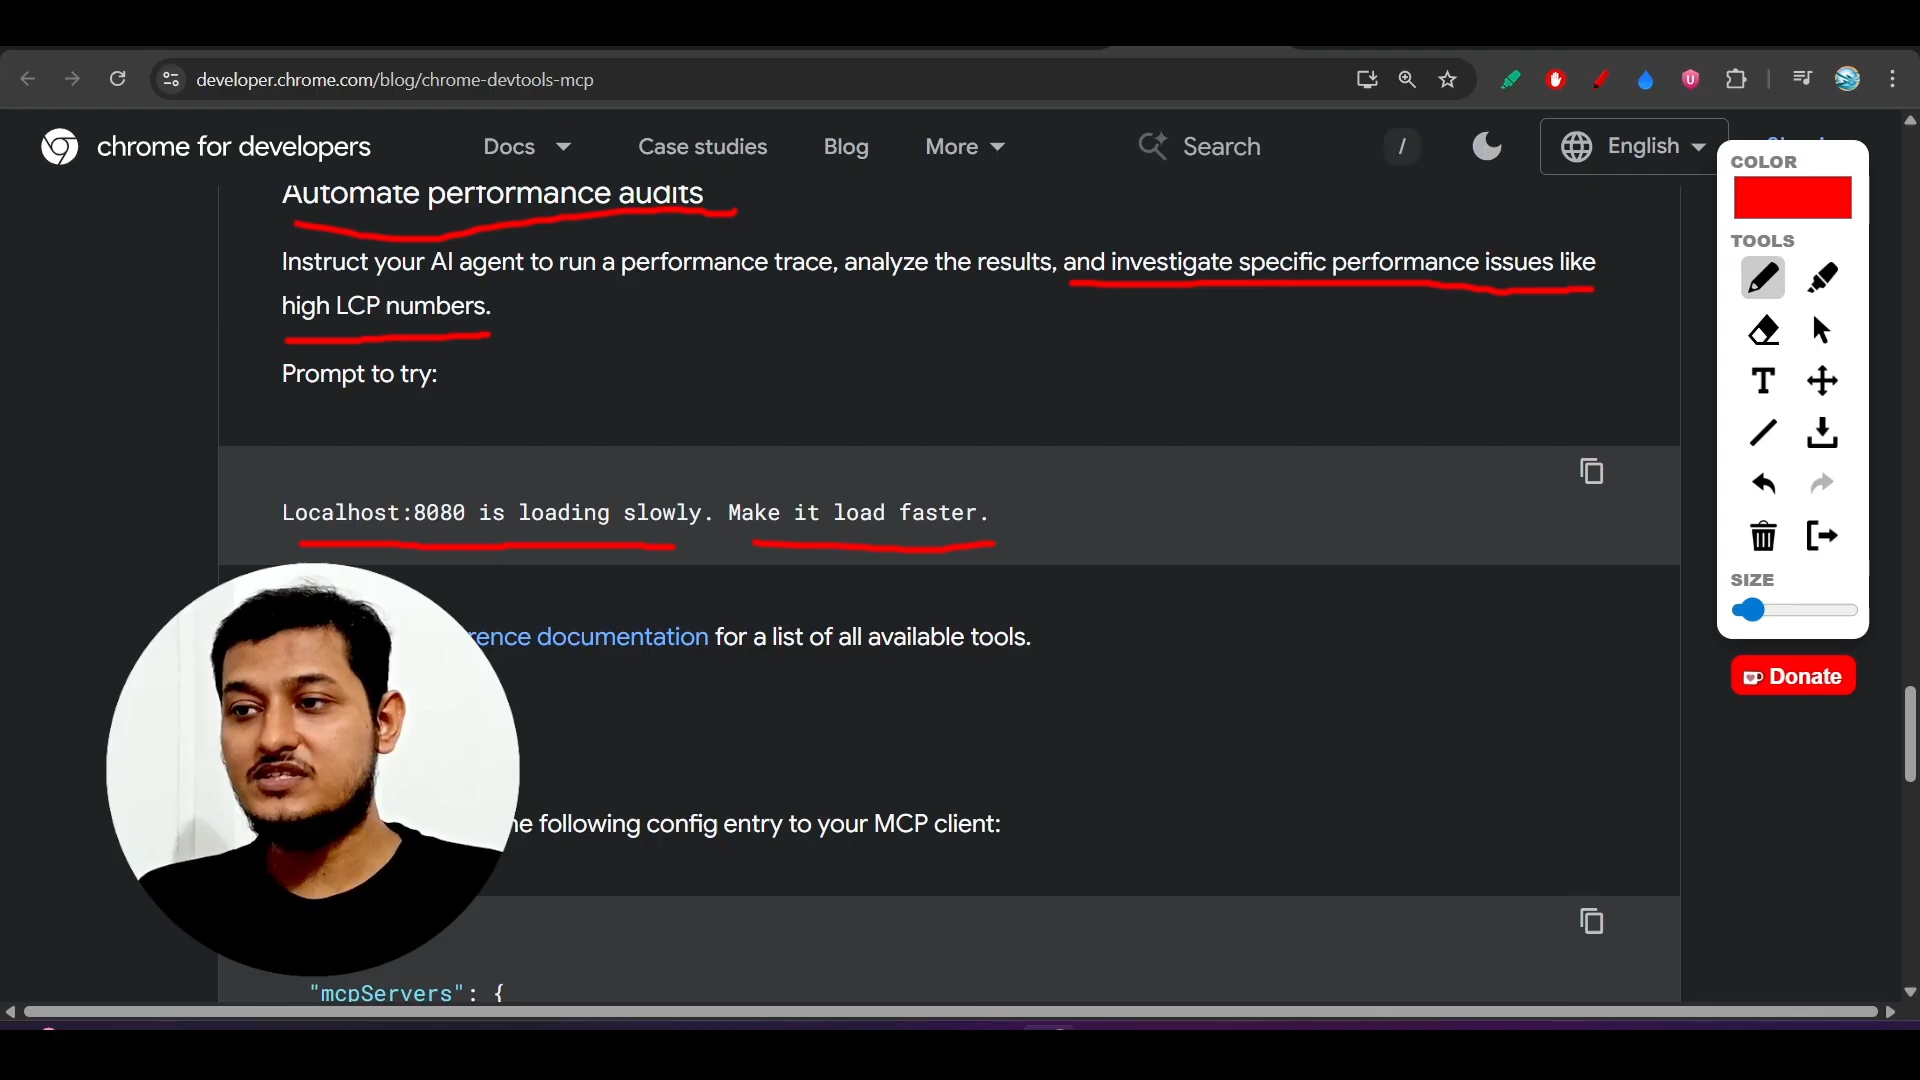 developer.chrome.com/blog/chrome-devtools-mcp
chrome for developers
Docs
Case studies
Blog
More
Search
/
English
COLOR
TOOLS
T
SIZE
Donate
Automate performance audits
Instruct your AI agent to run a performance trace, analyze the results, and investigate specific performance issues like
high LCP numbers.
Prompt to try:
Localhost:8080 is loading slowly. Make it load faster.
documentation for a list of all available tools.
following config entry to your MCP client:
"mcpServers": {